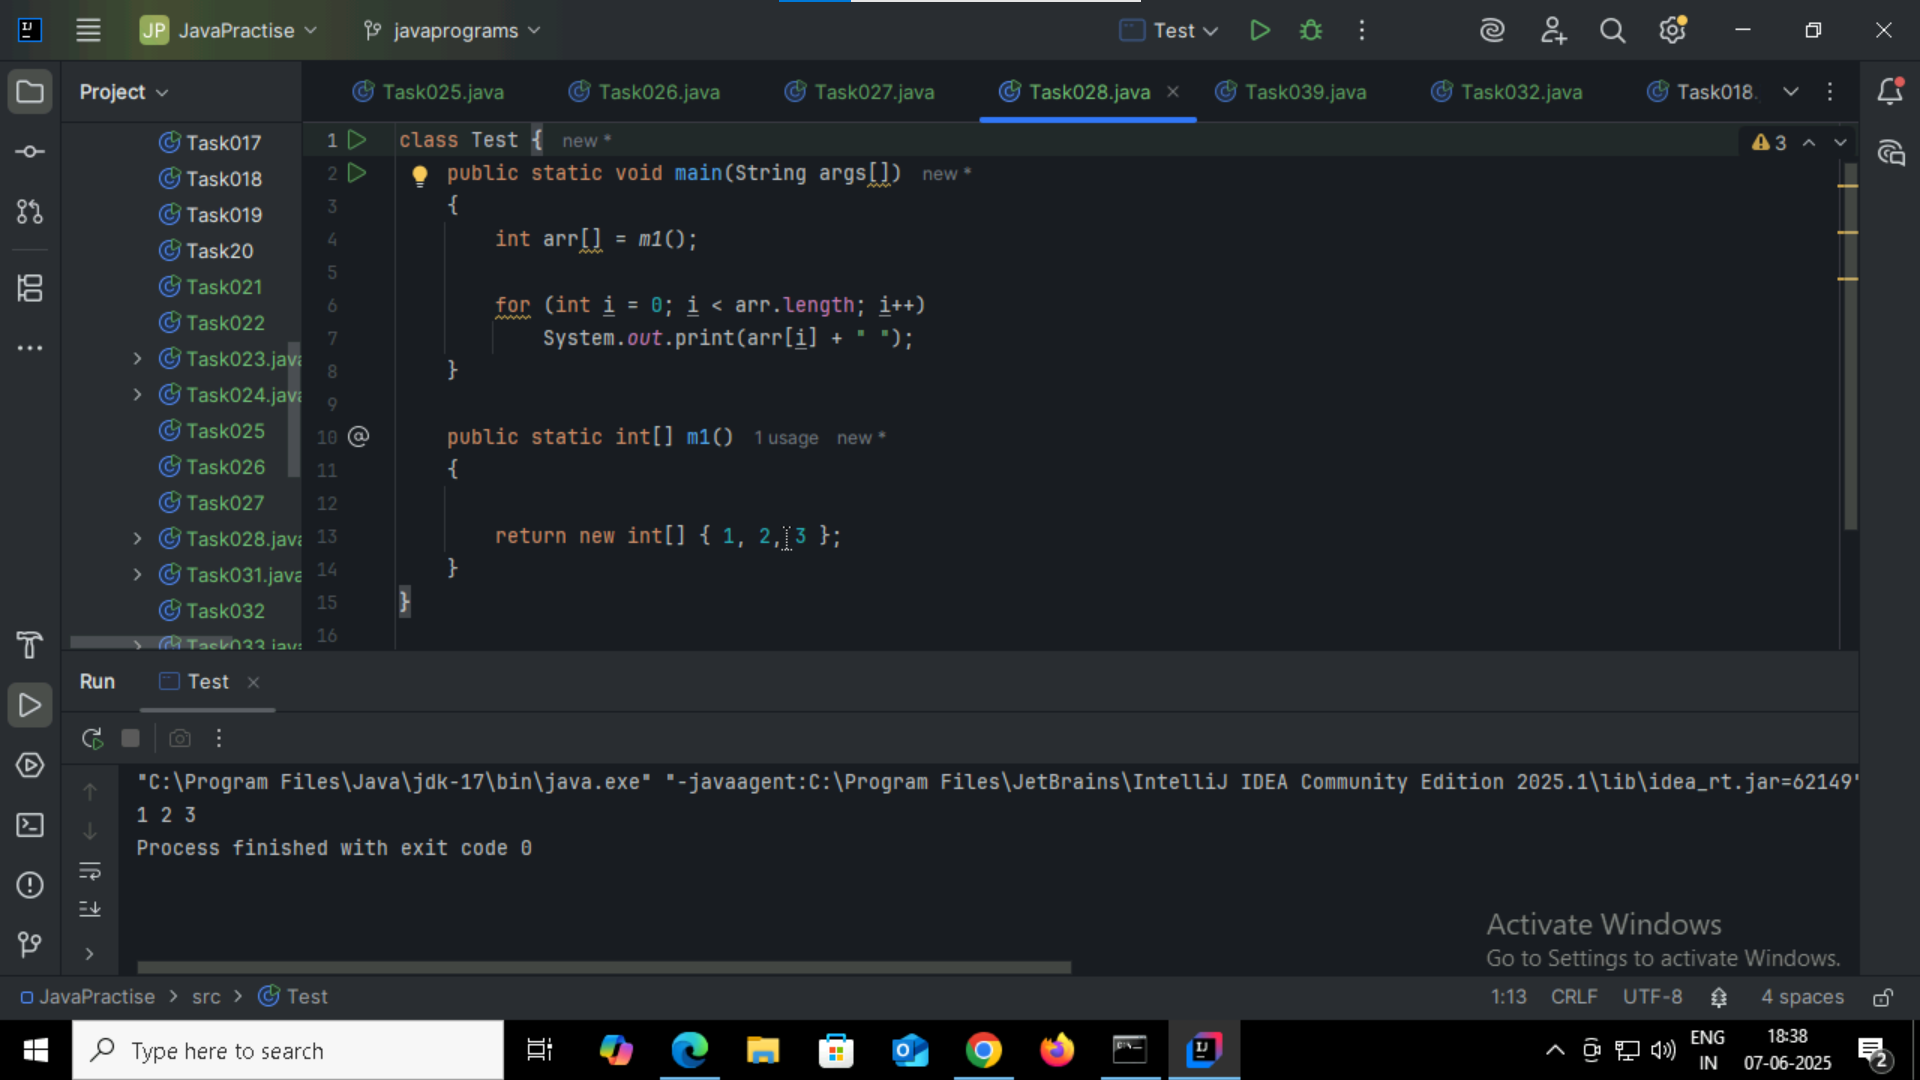 JP JavaPractise
javaprograms
Test
Project
Task025.java
Task026.java
Task027.java
Task028.java
Task039.java
Task032.java
Task018.
Task017
Task018
Task019
Task20
Task021
Task022
Task023.java
Task024.java
Task025
Task026
Task027
Task028.java
Task031.java
Task032
Task033.java
1 class Test { new *
2 public static void main(String args[]) new *
3 {
4 int arr[] = m1();
5
6 for (int i = 0; i < arr.length; i++)
7 System.out.print(arr[i] + " ");
8 }
9
10 @ public static int[] m1() 1 usage new *
11 {
12
13 return new int[] { 1, 2, 3 };
14 }
15 }
16
3
Run
Test
"C:\Program Files\Java\jdk-17\bin\java.exe" "-javaagent:C:\Program Files\JetBrains\IntelliJ IDEA Community Edition 2025.1\lib\idea_rt.jar=62149"
1 2 3
Process finished with exit code 0
Activate Windows
Go to Settings to activate Windows.
JavaPractise > src > Test
1:13 CRLF UTF-8 4 spaces
Type here to search
ENG
IN
18:38
07-06-2025
2